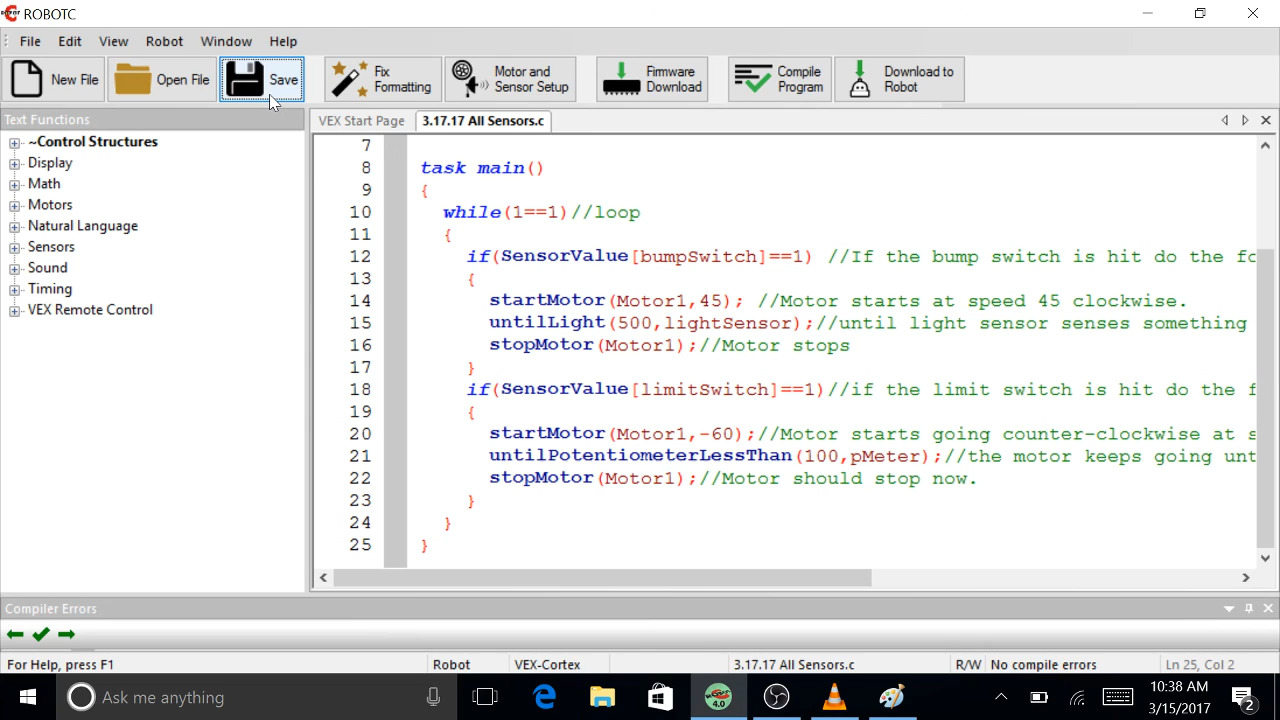 ROBOTC
File Edit View Robot Window Help
New File Open File Save Fix Formatting Motor and Sensor Setup Firmware Download Compile Program Download to Robot
Text Functions
~Control Structures
Display
Math
Motors
Natural Language
Sensors
Sound
Timing
VEX Remote Control
VEX Start Page 3.17.17 All Sensors.c
7
8 task main()
9 {
10 while(1==1)//loop
11 {
12 if(SensorValue[bumpSwitch]==1) //If the bump switch is hit do the fo
13 {
14 startMotor(Motor1,45); //Motor starts at speed 45 clockwise.
15 untilLight(500,lightSensor);//until light sensor senses something
16 stopMotor(Motor1);//Motor stops
17 }
18 if(SensorValue[limitSwitch]==1)//if the limit switch is hit do the f
19 {
20 startMotor(Motor1,-60);//Motor starts going counter-clockwise at s
21 untilPotentiometerLessThan(100,pMeter);//the motor keeps going unt
22 stopMotor(Motor1);//Motor should stop now.
23 }
24 }
25 }
Compiler Errors
For Help, press F1 Robot VEX-Cortex 3.17.17 All Sensors.c R/W No compile errors Ln 25, Col 2
Ask me anything 4.0 10:38 AM
3/15/2017 2